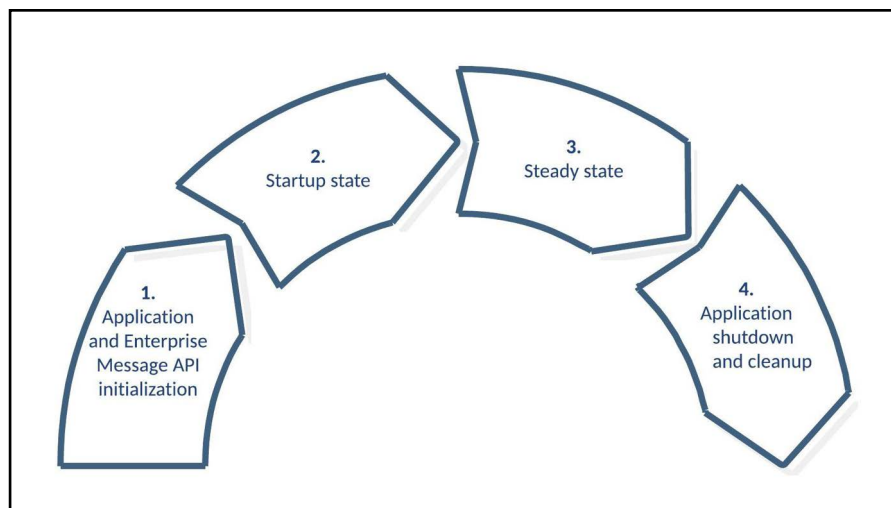 1.
Application
and Enterprise
Message API
initialization
2.
Startup state
3.
Steady state
4.
Application
shutdown
and cleanup